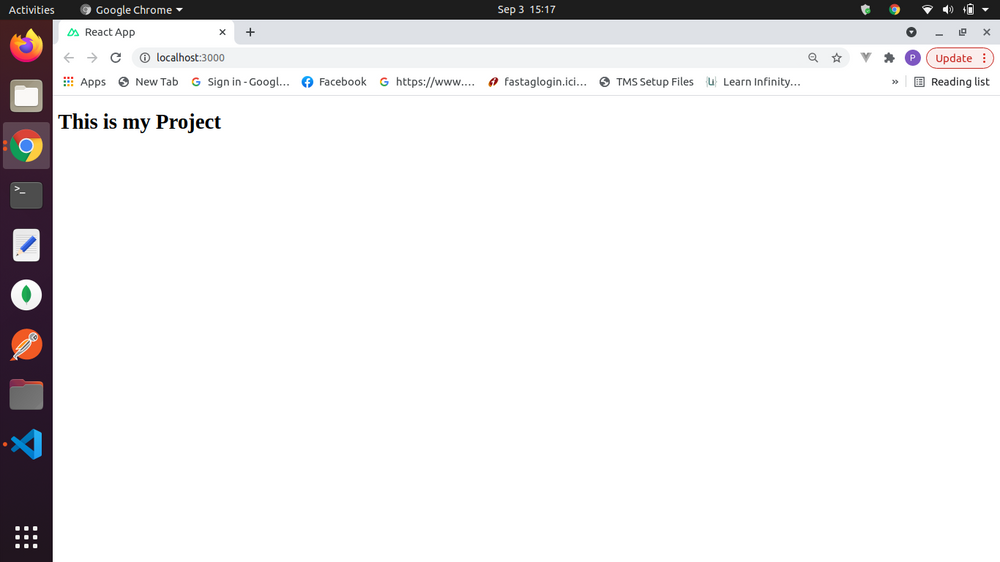 Activities Google Chrome Sep 3 15:17
React App
localhost:3000 P Update
Apps New Tab Sign in - Googl... Facebook https://www.... fastaglogin.ici... TMS Setup Files Learn Infinity... » Reading list
This is my Project
>_